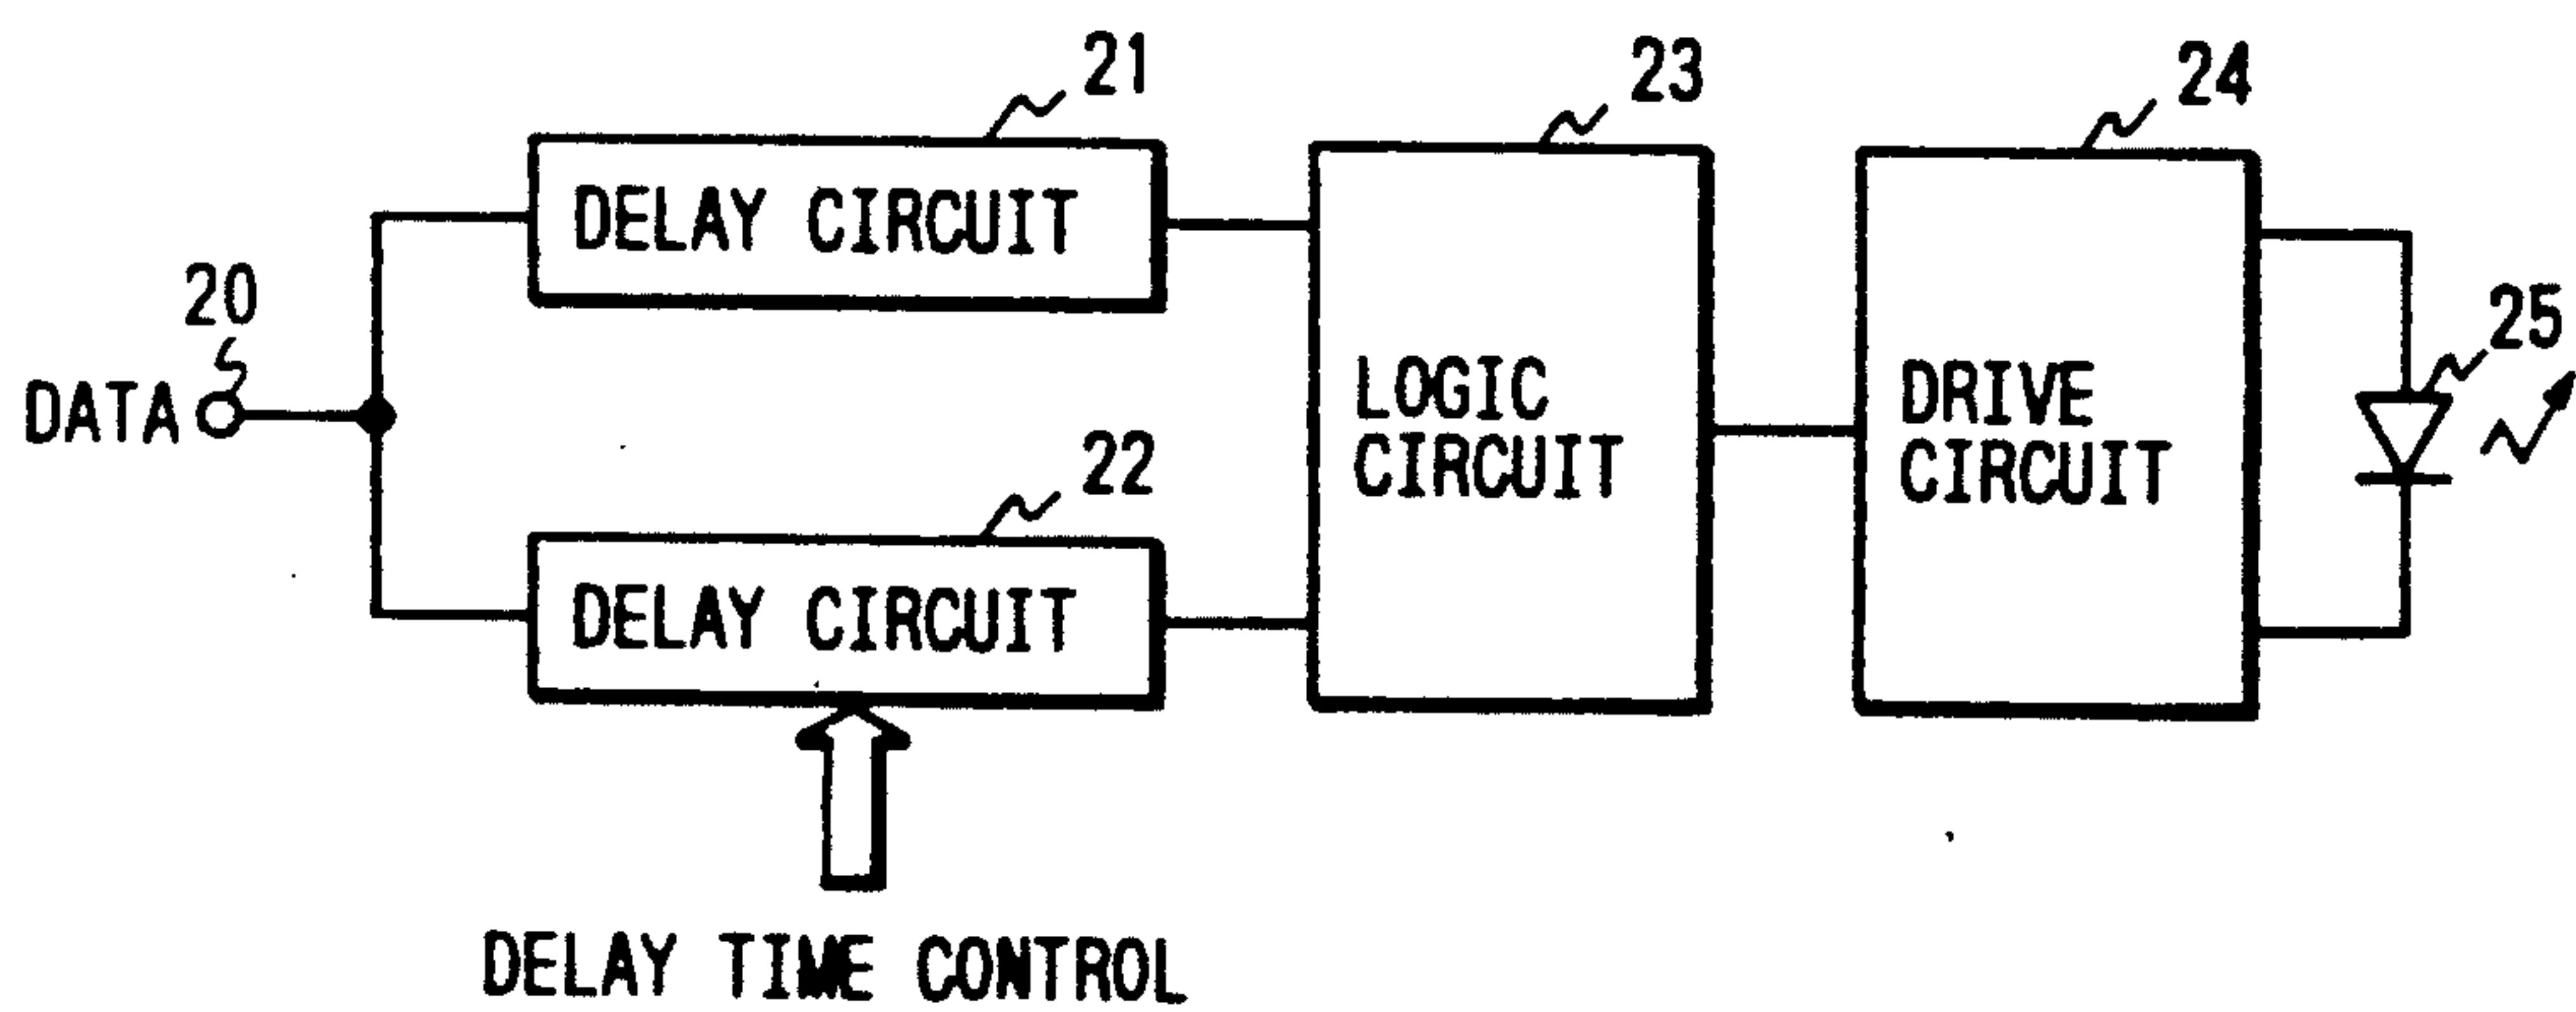 21
23
24
DELAY CIRCUIT
20
DATA
25
LOGIC
CIRCUIT
DRIVE
CIRCUIT
22
DELAY CIRCUIT
DELAY TIME CONTROL